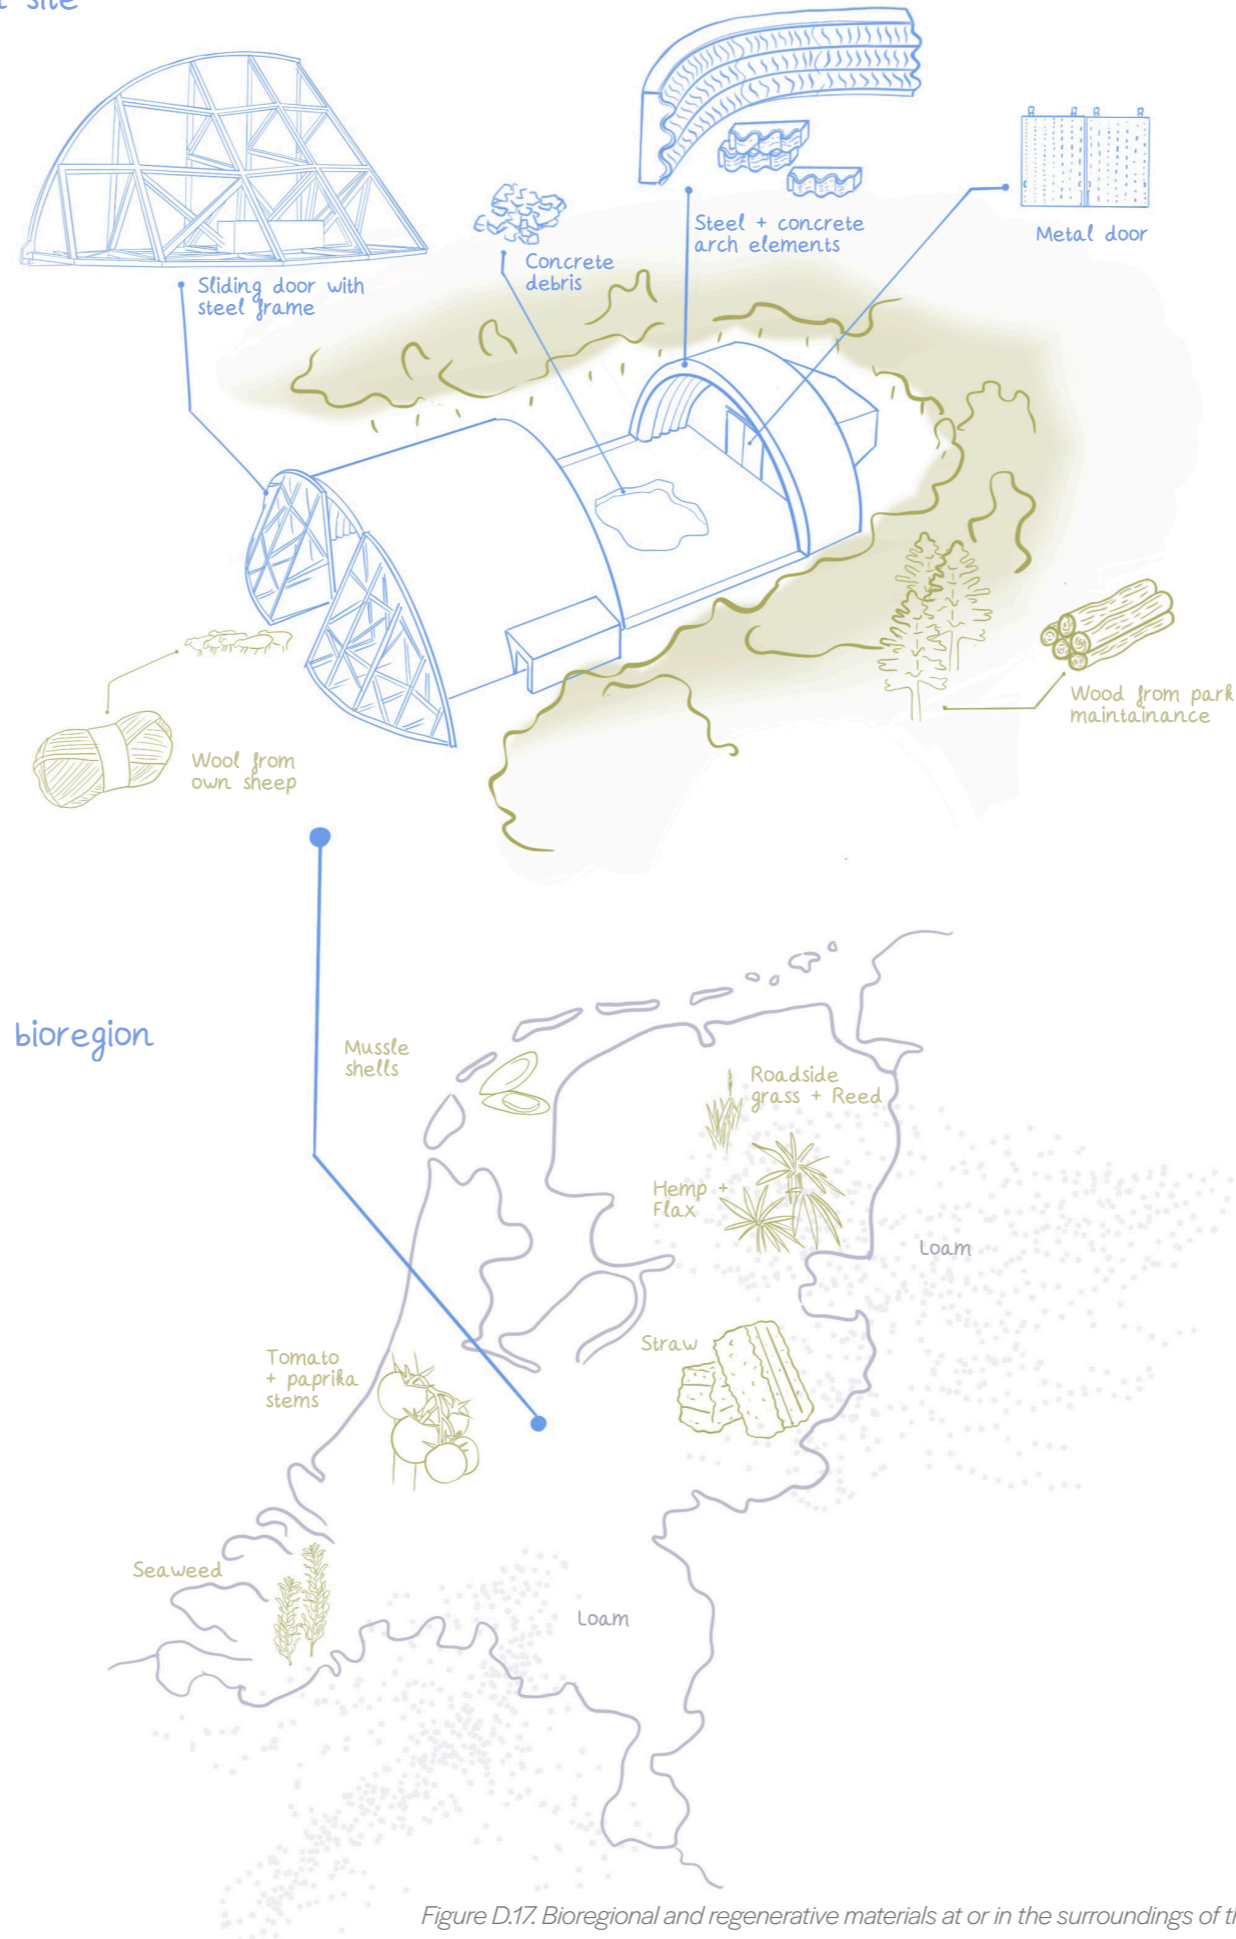 site
Steel + concrete
arch elements
Metal door
Concrete
debris
Sliding door with
steel frame
Wood from park
maintainance
Wool from
own sheep
bioregion
Mussle
shells
Roadside
grass + Reed
Hemp +
Flax
Loam
Straw
Tomato
+ paprika
stems
Seaweed
Loam
Figure D.17. Bioregional and regenerative materials at or in the surroundings of